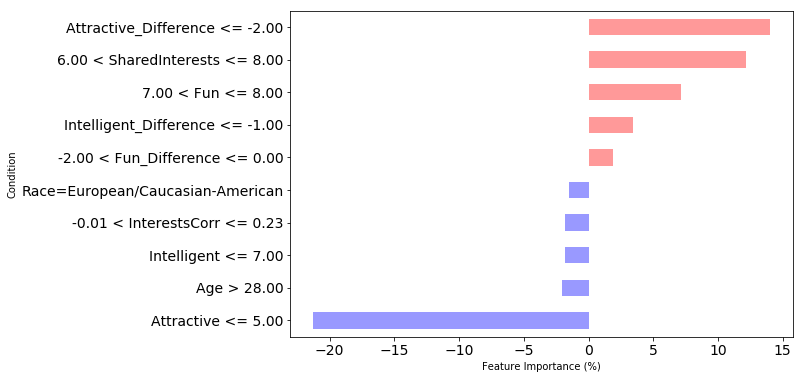 Attractive_Difference <= -2.00
6.00 < SharedInterests <= 8.00
7.00 < Fun <= 8.00
Intelligent_Difference <= -1.00
-2.00 < Fun_Difference <= 0.00
Race=European/Caucasian-American
-0.01 < InterestsCorr <= 0.23
Intelligent <= 7.00
Age > 28.00
Attractive <= 5.00
Condition
−20 −15 −10 −5 0 5 10 15
Feature Importance (%)